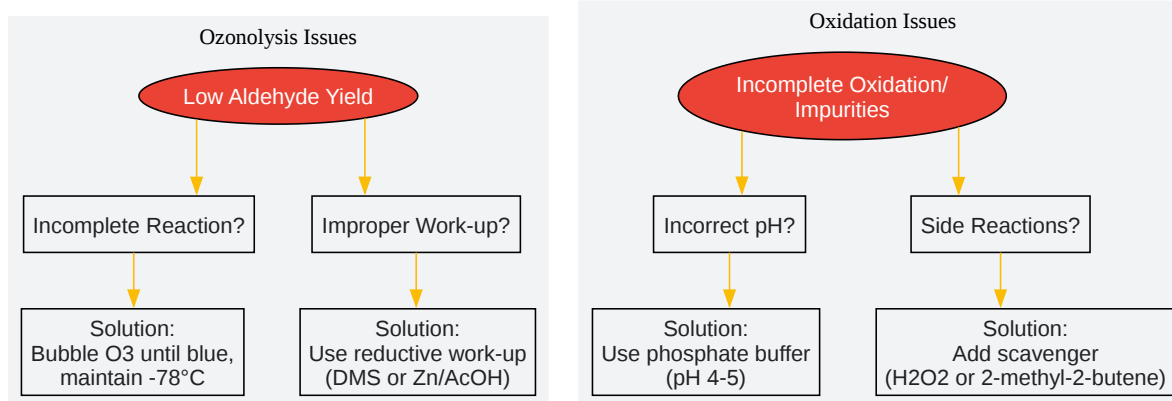 Ozonolysis Issues
Low Aldehyde Yield
Incomplete Reaction?
Improper Work-up?
Solution:
Bubble O3 until blue,
maintain -78°C
Solution:
Use reductive work-up
(DMS or Zn/AcOH)
Oxidation Issues
Incomplete Oxidation/
Impurities
Incorrect pH?
Side Reactions?
Solution:
Use phosphate buffer
(pH 4-5)
Solution:
Add scavenger
(H2O2 or 2-methyl-2-butene)